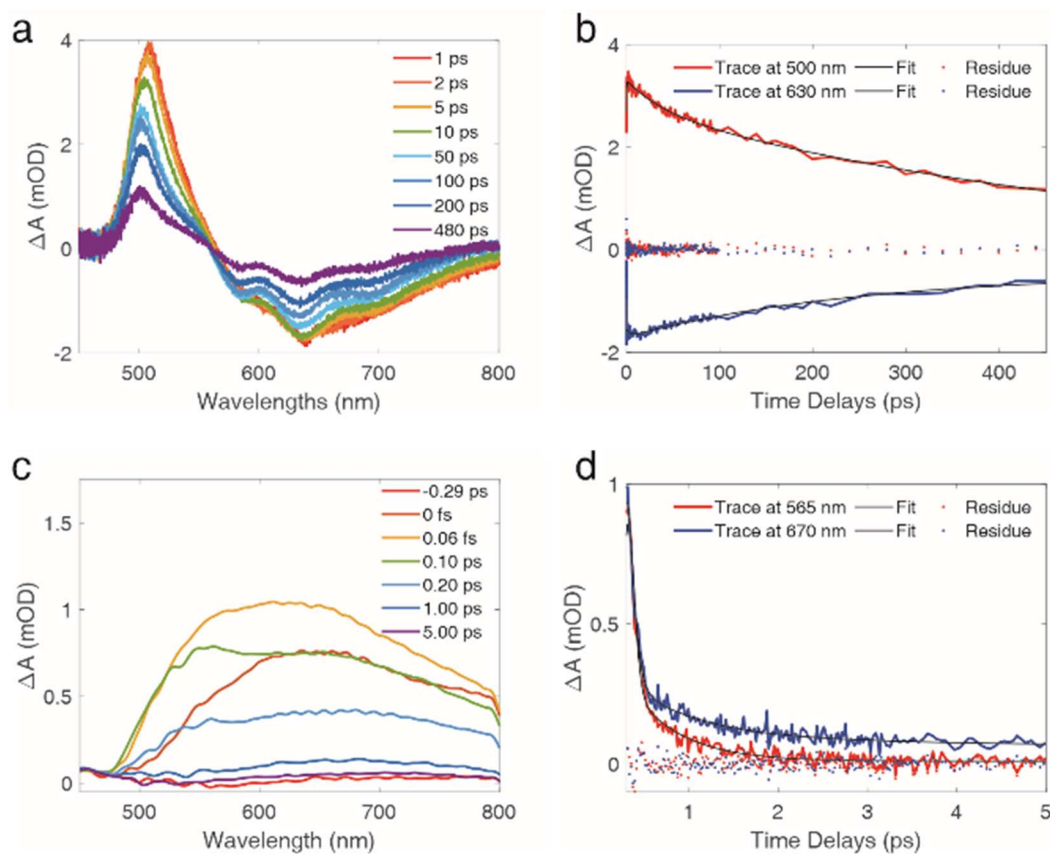 a
4
2
0
-2
ΔA (mOD)
500
600
700
800
Wavelengths (nm)
1 ps
2 ps
5 ps
10 ps
50 ps
100 ps
200 ps
480 ps
b
Trace at 500 nm Fit Residue
Trace at 630 nm Fit Residue
4
2
0
-2
ΔA (mOD)
0 100 200 300 400
Time Delays (ps)
c
-0.29 ps
0 fs
0.06 fs
0.10 ps
0.20 ps
1.00 ps
5.00 ps
1.5
1
0.5
0
ΔA (mOD)
500 600 700 800
Wavelength (nm)
d
Trace at 565 nm Fit Residue
Trace at 670 nm Fit Residue
1
0.5
0
ΔA (mOD)
1 2 3 4 5
Time Delays (ps)